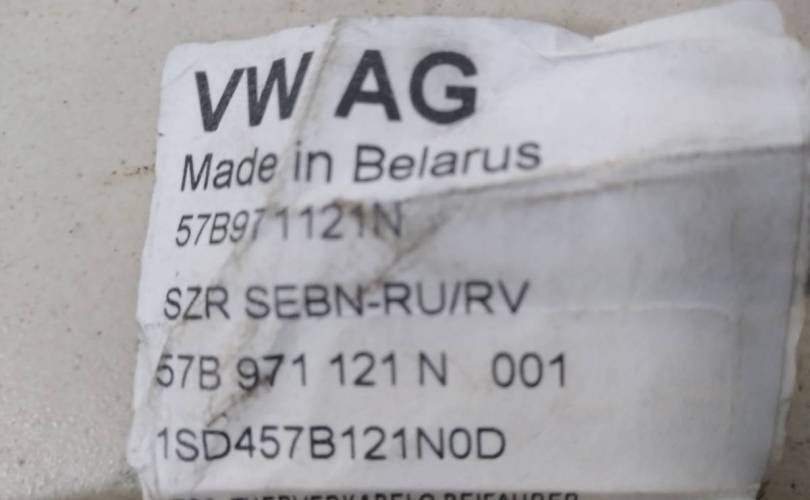 VW AG
Made in Belarus
57B971121N
SZR SEBN-RU/RV
57B 971 121 N 001
1SD457B121N0D